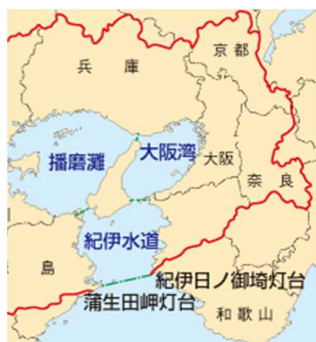 兵庫
京都
播磨灘
大阪湾
大阪
奈良
紀伊水道
島
紀伊日ノ御埼灯台
蒲生田岬灯台
和歌山